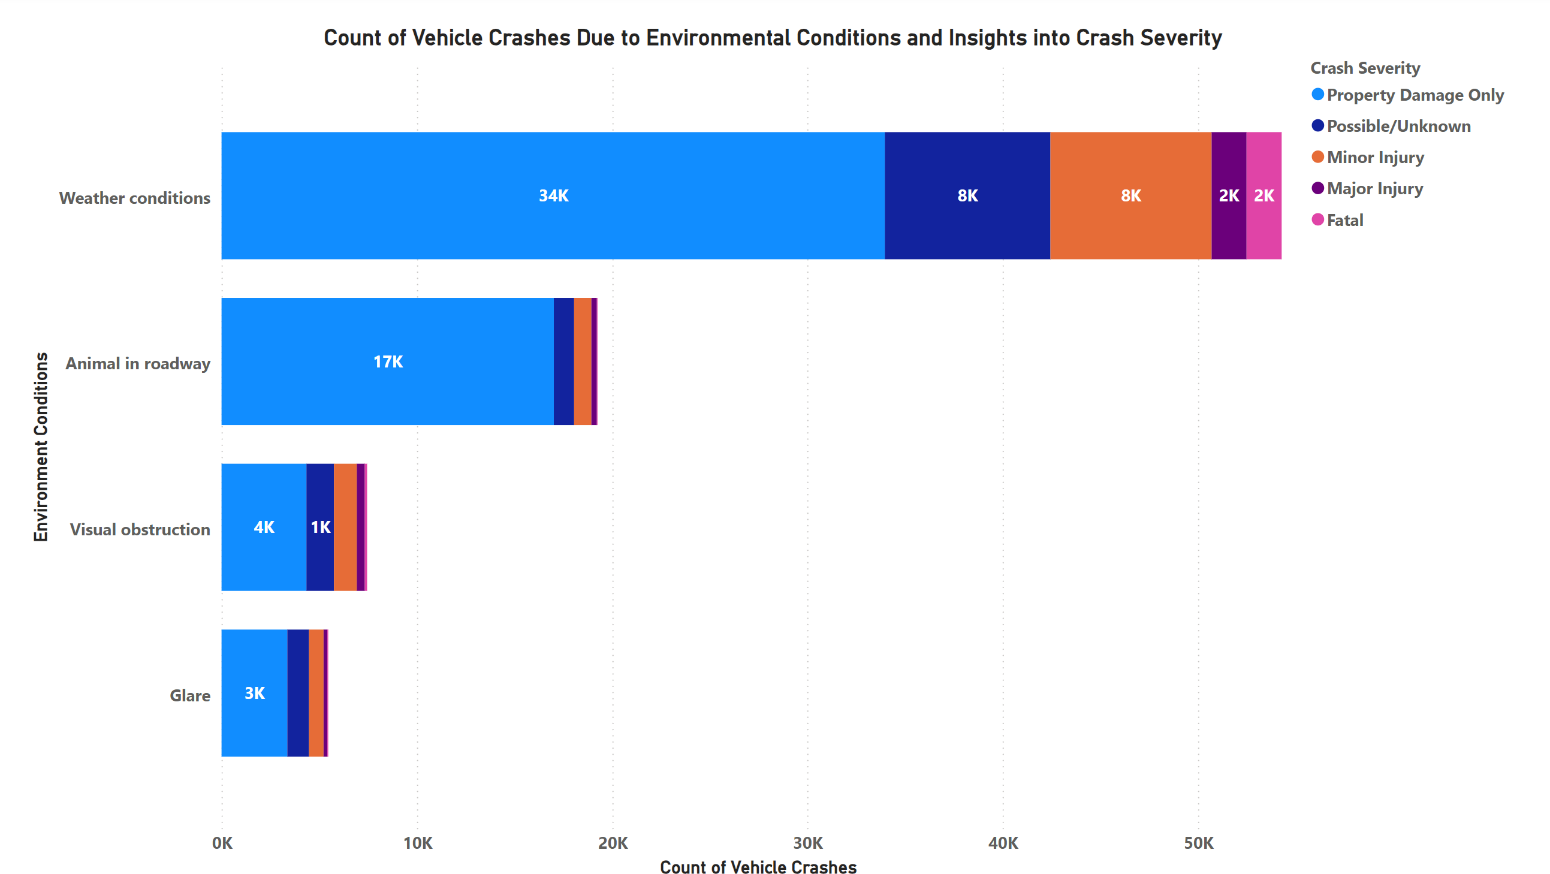 Count of Vehicle Crashes Due to Environmental Conditions and Insights into Crash Severity
Crash Severity
Property Damage Only
Possible/Unknown
Minor Injury
Major Injury
Fatal
Environment Conditions
Weather conditions
34K
8K
8K
2K
2K
Animal in roadway
17K
Visual obstruction
4K
1K
Glare
3K
0K
10K
20K
30K
40K
50K
Count of Vehicle Crashes